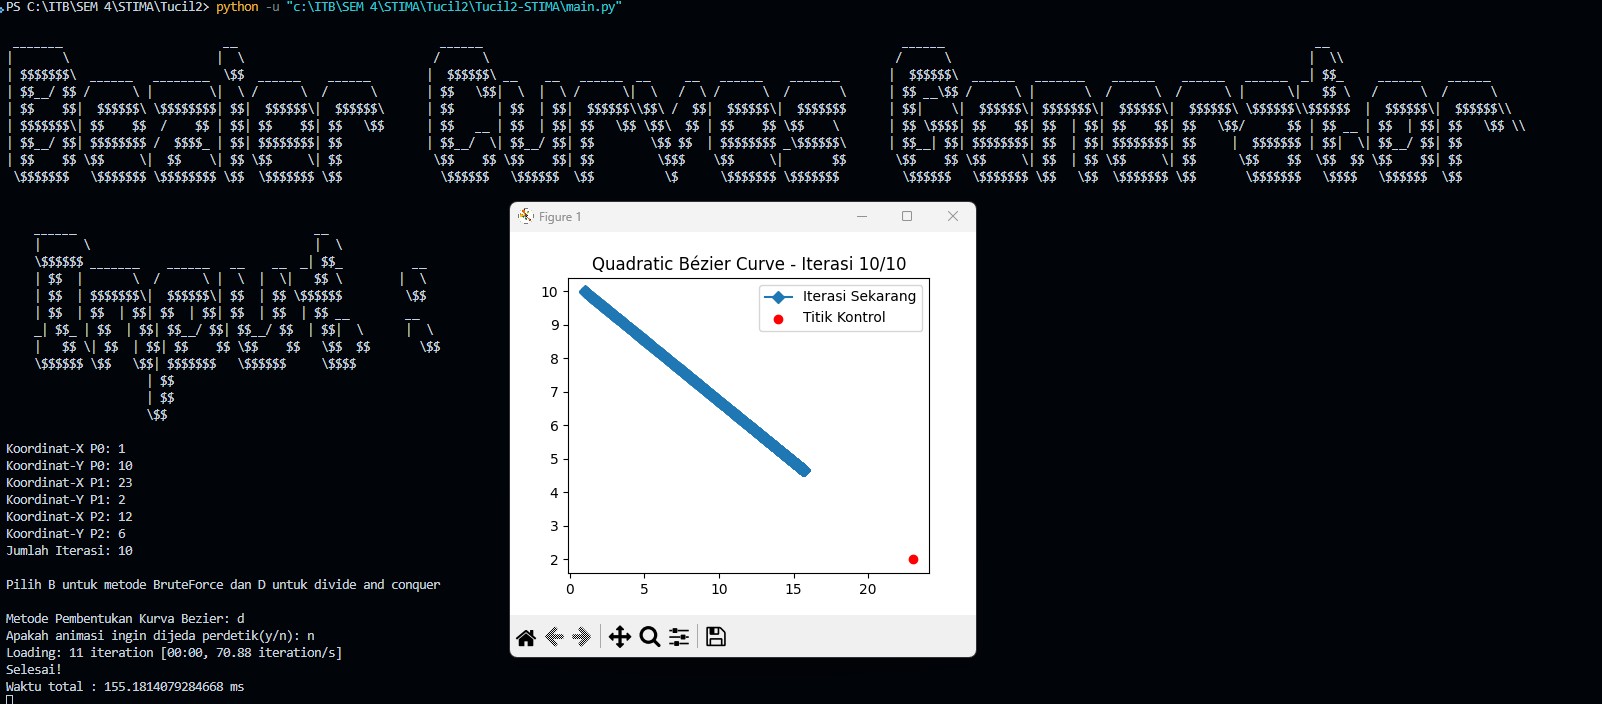 PS C:\ITB\SEM 4\STIMA\Tucil2> python -u "c:\ITB\SEM 4\STIMA\Tucil2\Tucil2-STIMA\main.py"
Bezier Curves Generator
Input :
Figure 1
Quadratic Bézier Curve - Iterasi 10/10
Iterasi Sekarang
Titik Kontrol
10
9
8
7
6
5
4
3
2
0 5 10 15 20
Koordinat-X P0: 1
Koordinat-Y P0: 10
Koordinat-X P1: 23
Koordinat-Y P1: 2
Koordinat-X P2: 12
Koordinat-Y P2: 6
Jumlah Iterasi: 10
Pilih B untuk metode BruteForce dan D untuk divide and conquer
Metode Pembentukan Kurva Bezier: d
Apakah animasi ingin dijeda perdetik(y/n): n
Loading: 11 iteration [00:00, 70.88 iteration/s]
Selesai!
Waktu total : 155.1814079284668 ms